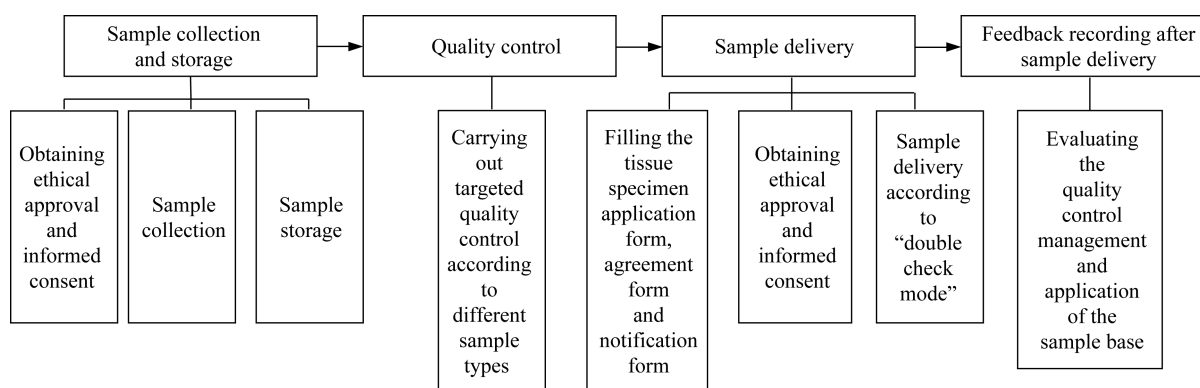 Sample collection
and storage
Quality control
Sample delivery
Feedback recording after
sample delivery
Obtaining
ethical
approval
and
informed
consent
Sample
collection
Sample
storage
Carrying
out
targeted
quality
control
according
to
different
sample
types
Filling the
tissue
specimen
application
form,
agreement
form
and
notification
form
Obtaining
ethical
approval
and
informed
consent
Sample
delivery
according
to
“double
check
mode”
Evaluating
the
quality
control
management
and
application
of the
sample base